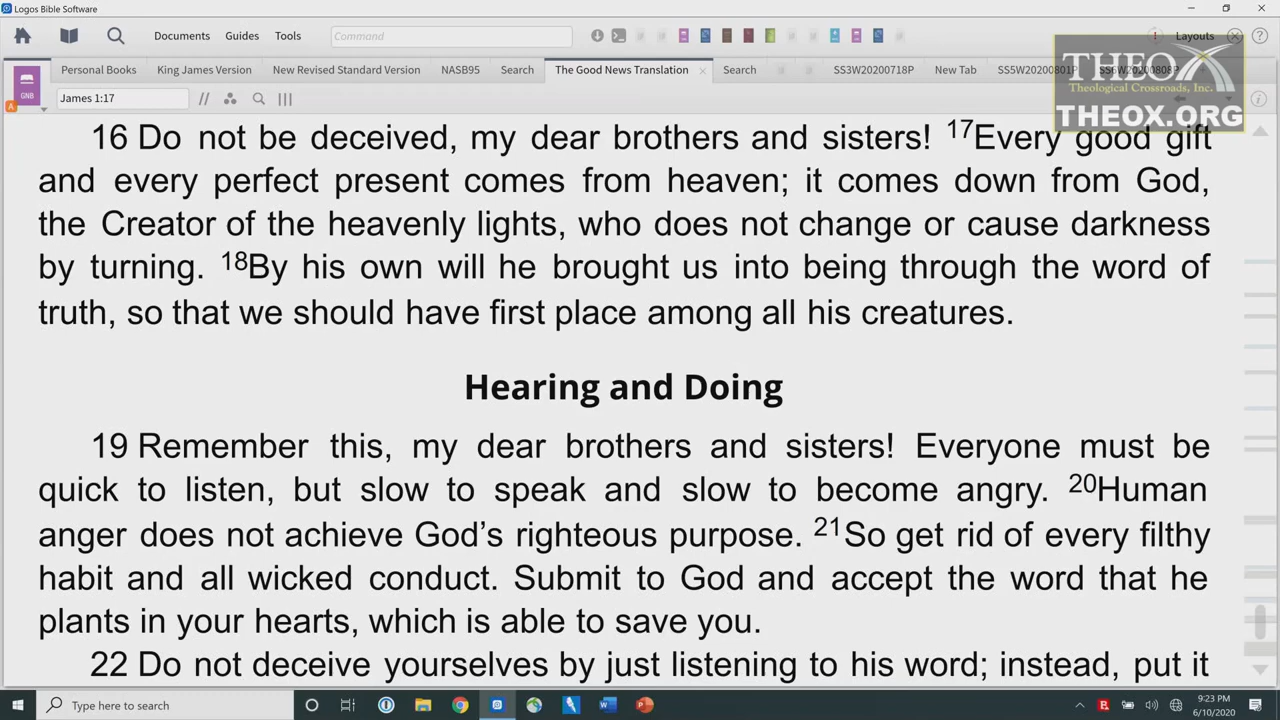 Logos Bible Software
Documents Guides Tools Command Layouts
THEOX
Theological Crossroads, Inc.
THEOX.ORG
Personal Books King James Version New Revised Standard Vers NASB95 Search The Good News Translation Search SS3W20200718P New Tab SS5W20200801P SS6W20200808P
GNB
James 1:17
16 Do not be deceived, my dear brothers and sisters! 17Every good gift
and every perfect present comes from heaven; it comes down from God,
the Creator of the heavenly lights, who does not change or cause darkness
by turning. 18By his own will he brought us into being through the word of
truth, so that we should have first place among all his creatures.
Hearing and Doing
19 Remember this, my dear brothers and sisters! Everyone must be
quick to listen, but slow to speak and slow to become angry. 20Human
anger does not achieve God’s righteous purpose. 21So get rid of every filthy
habit and all wicked conduct. Submit to God and accept the word that he
plants in your hearts, which is able to save you.
22 Do not deceive yourselves by just listening to his word; instead, put it
Type here to search
9:23 PM
6/10/2020